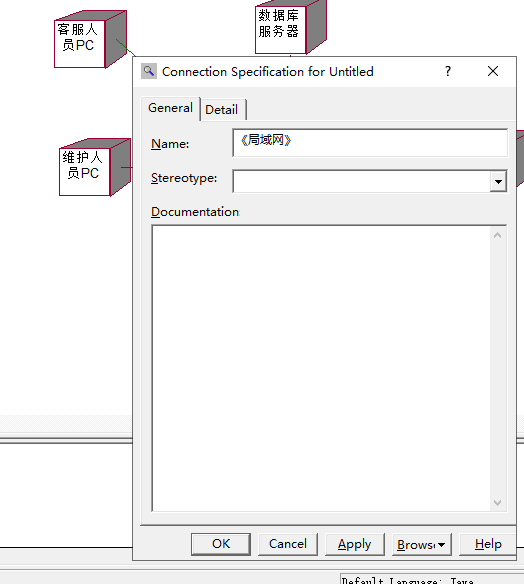 客服人
员PC
数据库
服务器
维护人
员PC
Connection Specification for Untitled
?
General
Detail
Name:
《局域网》
Stereotype:
Documentation:
OK
Cancel
Apply
Brows
Help
Default Language: Java